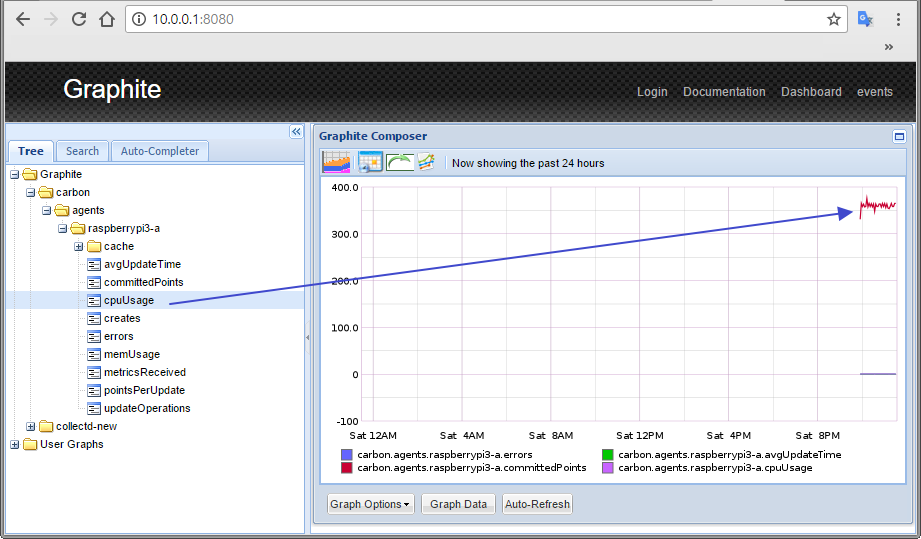 10.0.0.1:8080
»
Graphite
Login Documentation Dashboard events
«
Tree Search Auto-Completer
Graphite
carbon
agents
raspberrypi3-a
cache
avgUpdateTime
committedPoints
cpuUsage
creates
errors
memUsage
metricsReceived
pointsPerUpdate
updateOperations
collectd-new
User Graphs
Graphite Composer
Now showing the past 24 hours
400.0
300.0
200.0
100.0
0
-100
Sat 12AM Sat 4AM Sat 8AM Sat 12PM Sat 4PM Sat 8PM
carbon.agents.raspberrypi3-a.errors carbon.agents.raspberrypi3-a.avgUpdateTime
carbon.agents.raspberrypi3-a.committedPoints carbon.agents.raspberrypi3-a.cpuUsage
Graph Options Graph Data Auto-Refresh